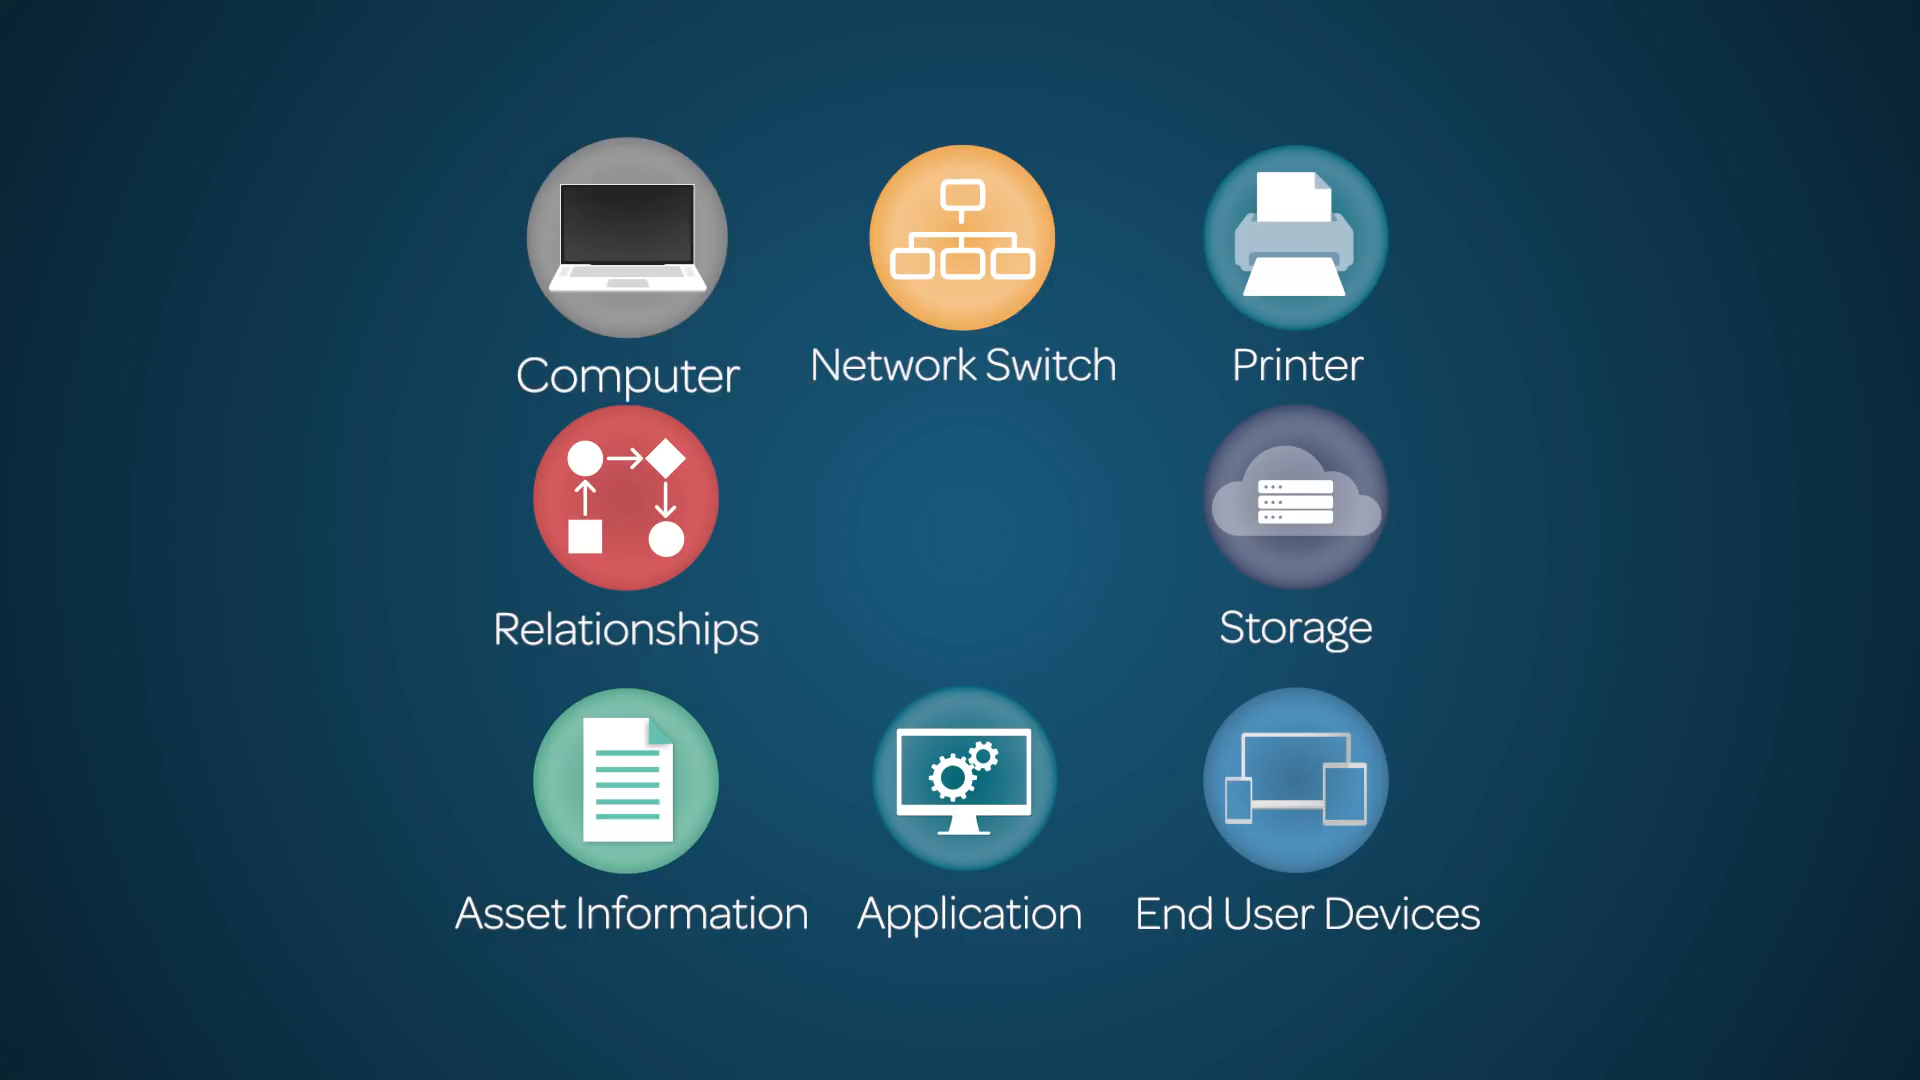 Computer
Network Switch
Printer
Relationships
Storage
Asset Information
Application
End User Devices